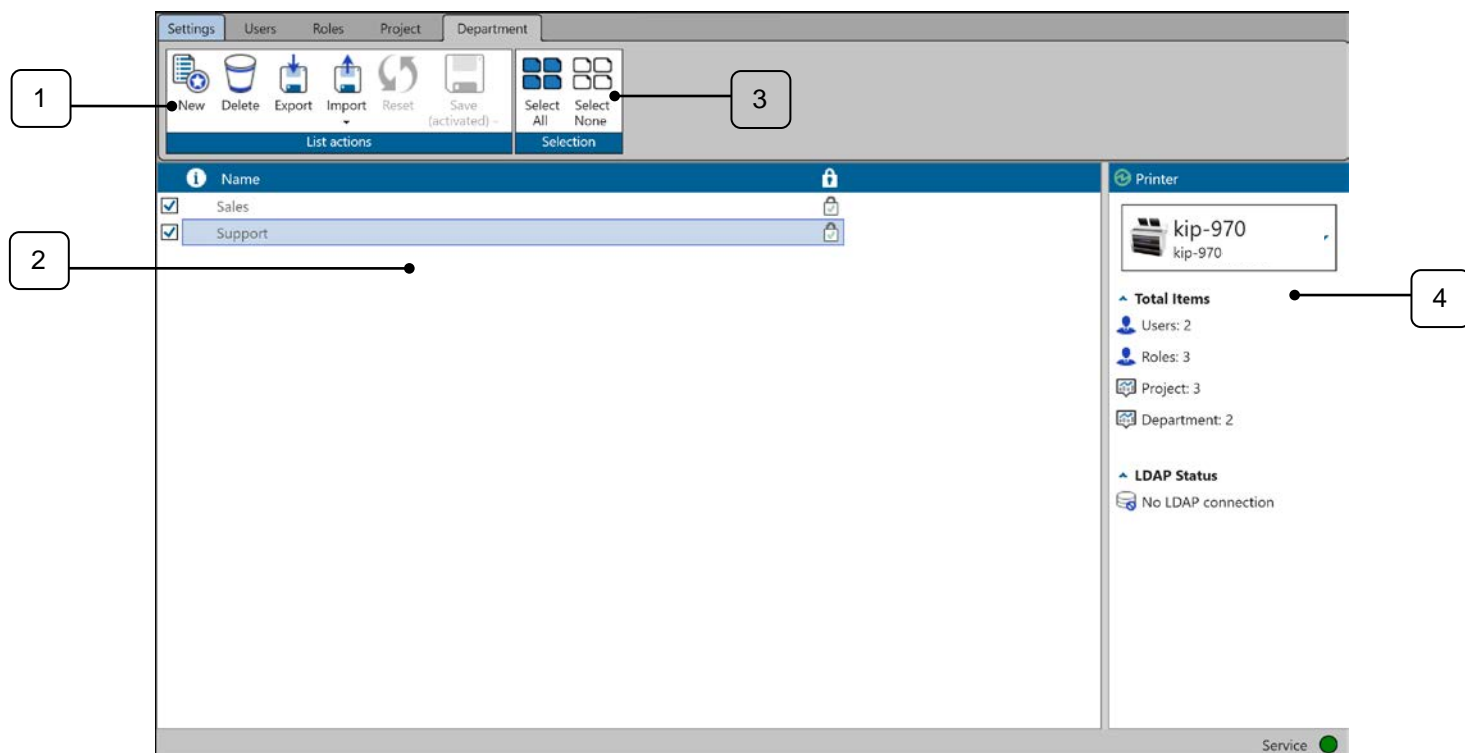 Settings Users Roles Project Department
New Delete Export Import Reset Save (activated) Select All Select None
List actions Selection
1
3
Name Printer
Sales
Support
kip-970
kip-970
2
4
Total Items
Users: 2
Roles: 3
Project: 3
Department: 2
LDAP Status
No LDAP connection
Service